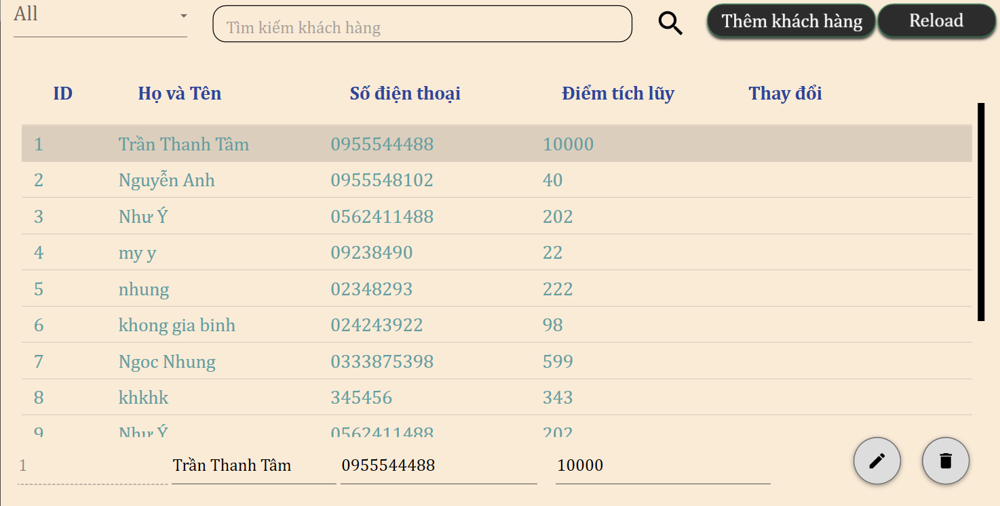 All Tìm kiếm khách hàng Thêm khách hàng Reload
ID Họ và Tên Số điện thoại Điểm tích lũy Thay đổi
1 Trần Thanh Tâm 0955544488 10000
2 Nguyễn Anh 0955548102 40
3 Như Ý 0562411488 202
4 my y 09238490 22
5 nhung 02348293 222
6 khong gia binh 024243922 98
7 Ngoc Nhung 0333875398 599
8 khkhk 345456 343
9 Như Ý 0562411488 202
1 Trần Thanh Tâm 0955544488 10000